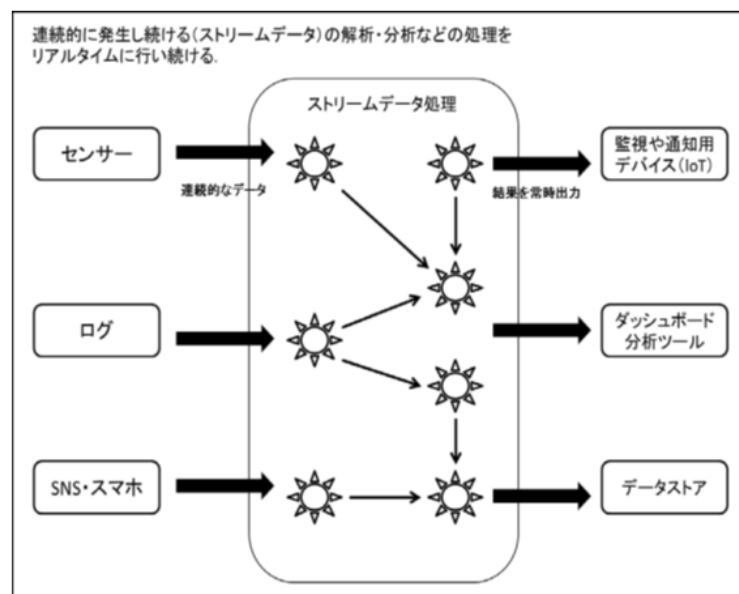 連続的に発生し続ける(ストリームデータ)の解析・分析などの処理を
リアルタイムに行い続ける.
ストリームデータ処理
センサー
連続的なデータ
監視や通知用
デバイス(IoT)
結果を常時出力
ログ
ダッシュボード
分析ツール
SNS・スマホ
データストア